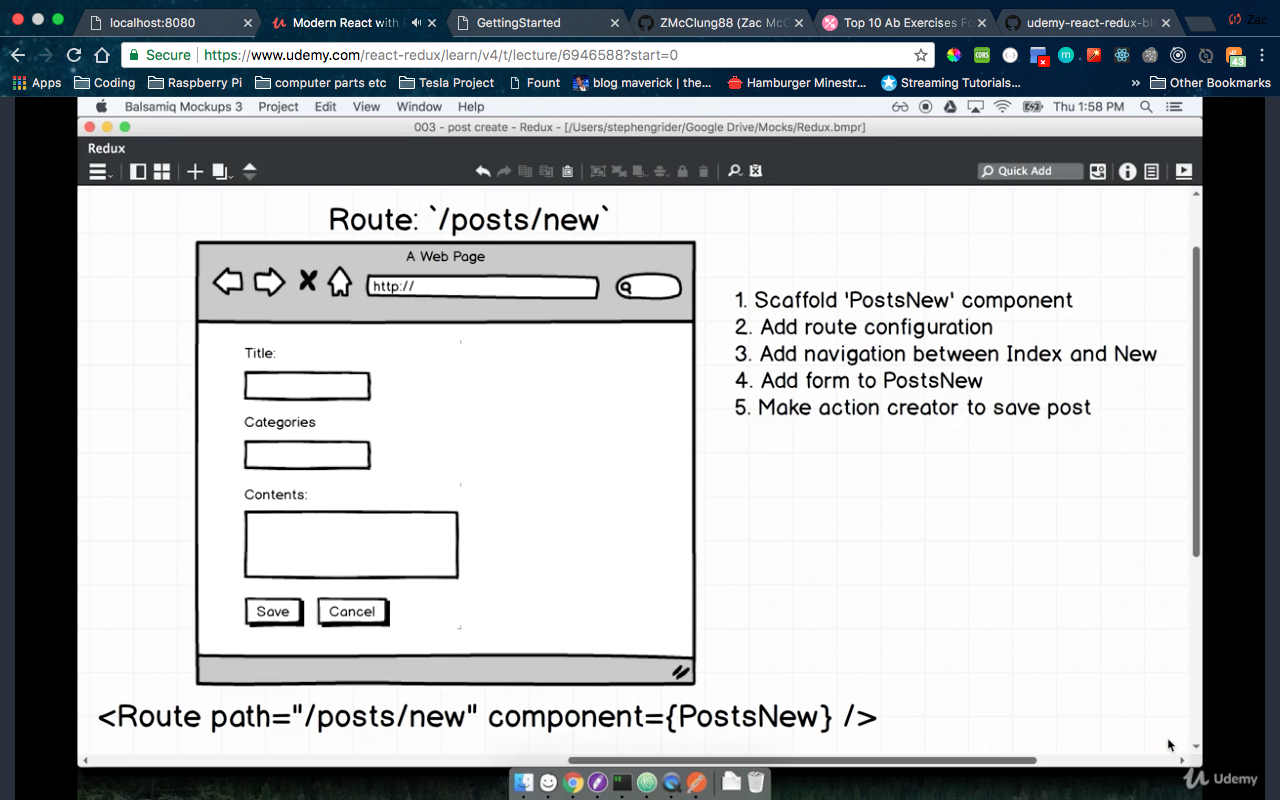 localhost:8080
Modern React with
GettingStarted
ZMcClung88 (Zac McC
Top 10 Ab Exercises Fo
udemy-react-redux-blo
Zac
Secure
https://www.udemy.com/react-redux/learn/v4/t/lecture/6946588?start=0
CORS
43
Apps
Coding
Raspberry Pi
computer parts etc
Tesla Project
Fount
blog maverick | the...
Hamburger Minestr...
Streaming Tutorials...
»
Other Bookmarks
Balsamiq Mockups 3 Project Edit View Window Help
Thu 1:58 PM
003 - post create - Redux - [/Users/stephengrider/Google Drive/Mocks/Redux.bmpr]
Redux
Quick Add
Route: `/posts/new`
A Web Page
http://
Title:
Categories
Contents:
Save
Cancel
1. Scaffold 'PostsNew' component
2. Add route configuration
3. Add navigation between Index and New
4. Add form to PostsNew
5. Make action creator to save post
<Route path="/posts/new" component={PostsNew} />
Udemy